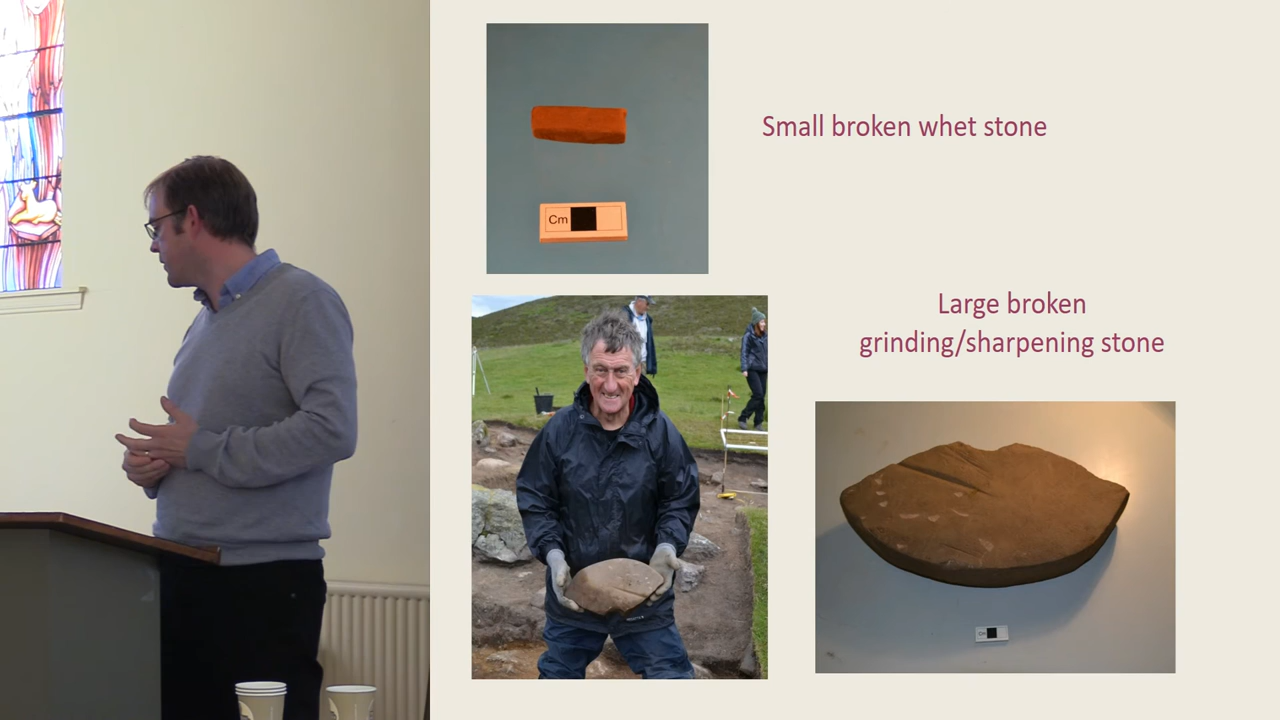 Cm
Small broken whet stone
Large broken
grinding/sharpening stone